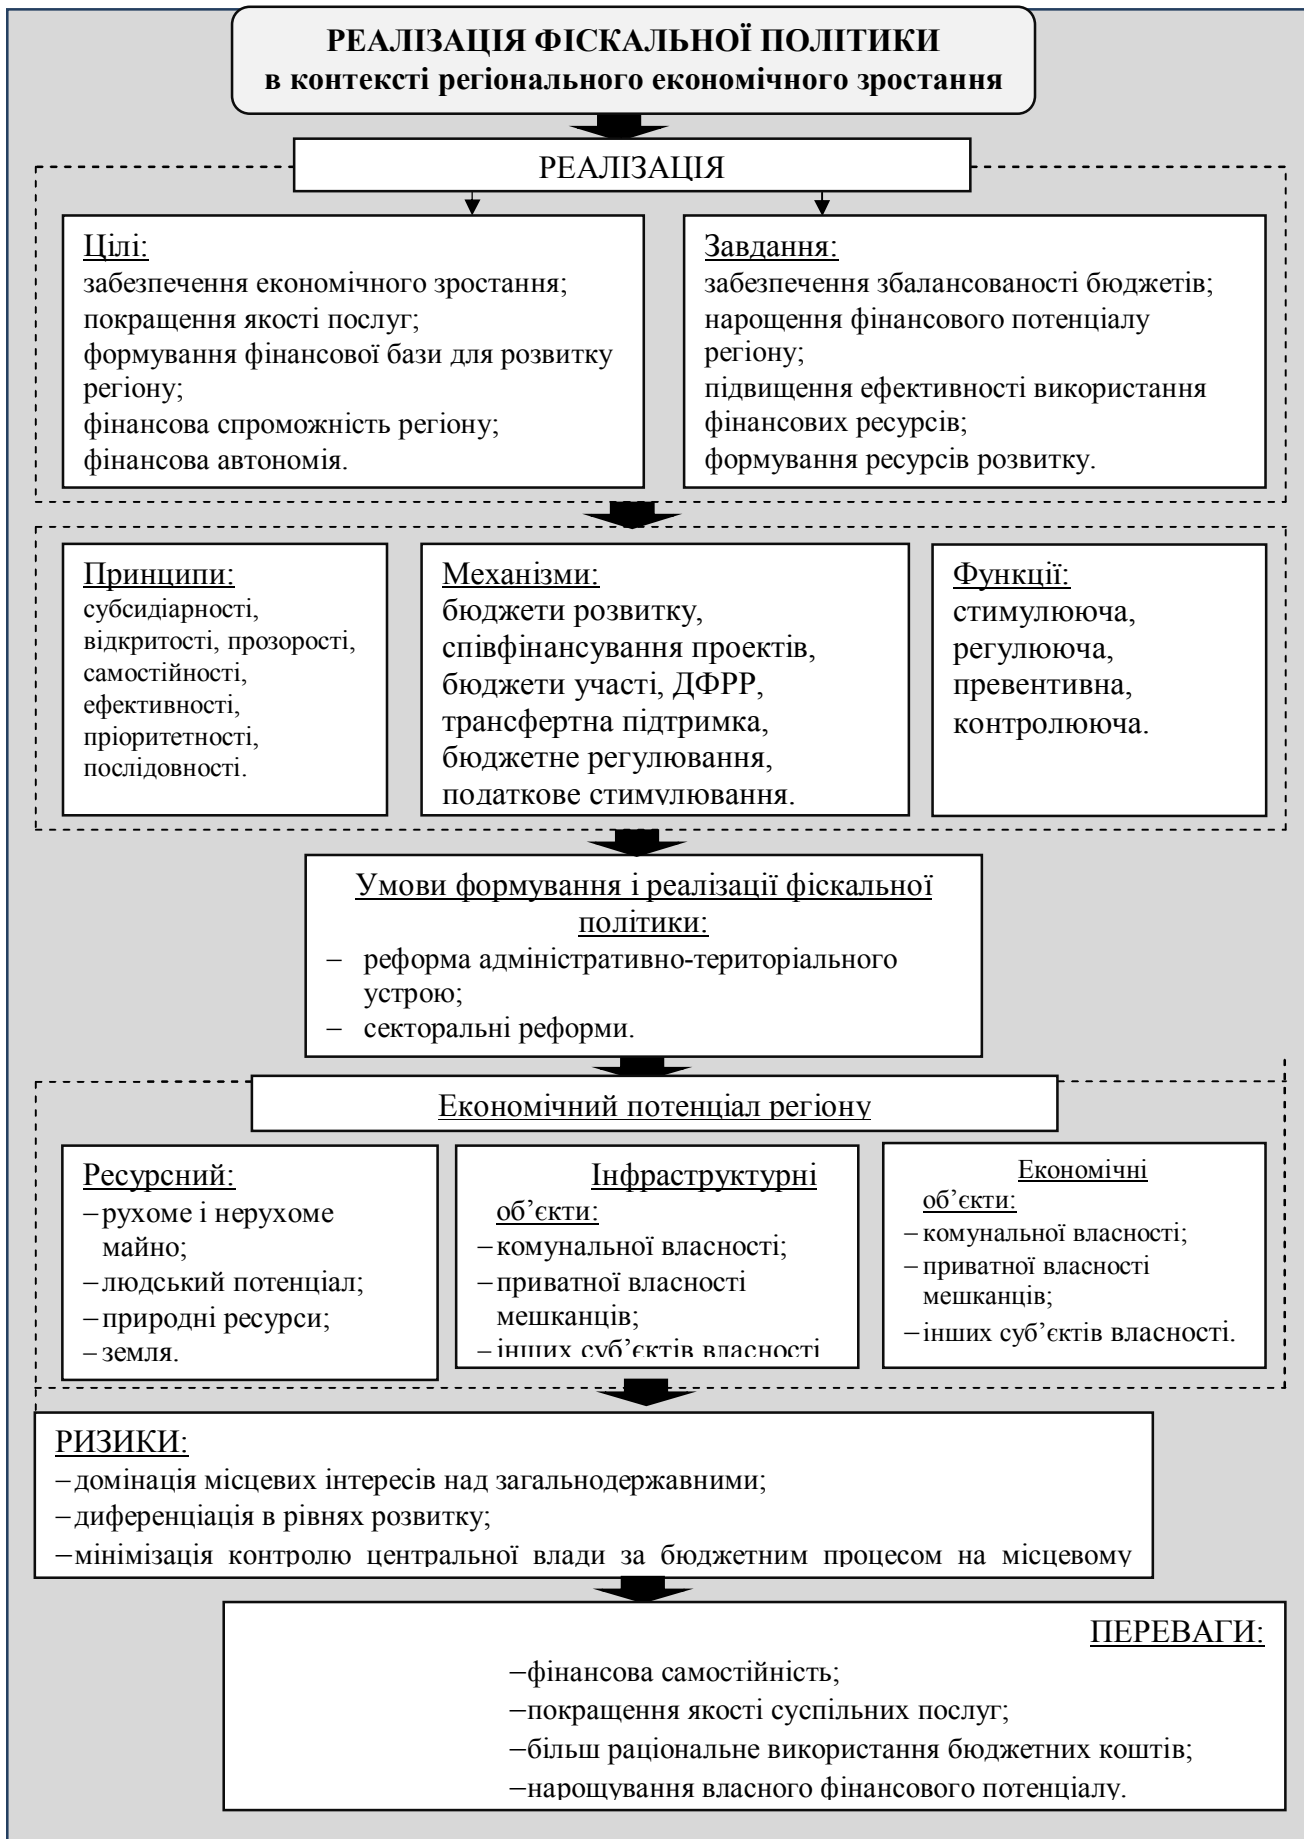 РЕАЛІЗАЦІЯ ФІСКАЛЬНОЇ ПОЛІТИКИ
в контексті регіонального економічного зростання
РЕАЛІЗАЦІЯ
Цілі:
забезпечення економічного зростання;
покращення якості послуг;
формування фінансової бази для розвитку
регіону;
фінансова спроможність регіону;
фінансова автономія.
Завдання:
забезпечення збалансованості бюджетів;
нарощення фінансового потенціалу
регіону;
підвищення ефективності використання
фінансових ресурсів;
формування ресурсів розвитку.
Принципи:
субсидіарності,
відкритості, прозорості,
самостійності,
ефективності,
пріоритетності,
послідовності.
Механізми:
бюджети розвитку,
співфінансування проектів,
бюджети участі, ДФРР,
трансфертна підтримка,
бюджетне регулювання,
податкове стимулювання.
Функції:
стимулююча,
регулююча,
превентивна,
контролююча.
Умови формування і реалізації фіскальної
політики:
– реформа адміністративно-територіального
устрою;
– секторальні реформи.
Економічний потенціал регіону
Ресурсний:
– рухоме і нерухоме
майно;
– людський потенціал;
– природні ресурси;
– земля.
Інфраструктурні
об’єкти:
– комунальної власності;
– приватної власності
мешканців;
– інших суб’єктів власності
Економічні
об’єкти:
– комунальної власності;
– приватної власності
мешканців;
– інших суб’єктів власності.
РИЗИКИ:
– домінація місцевих інтересів над загальнодержавними;
– диференціація в рівнях розвитку;
– мінімізація контролю центральної влади за бюджетним процесом на місцевому
ПЕРЕВАГИ:
– фінансова самостійність;
– покращення якості суспільних послуг;
– більш раціональне використання бюджетних коштів;
– нарощування власного фінансового потенціалу.